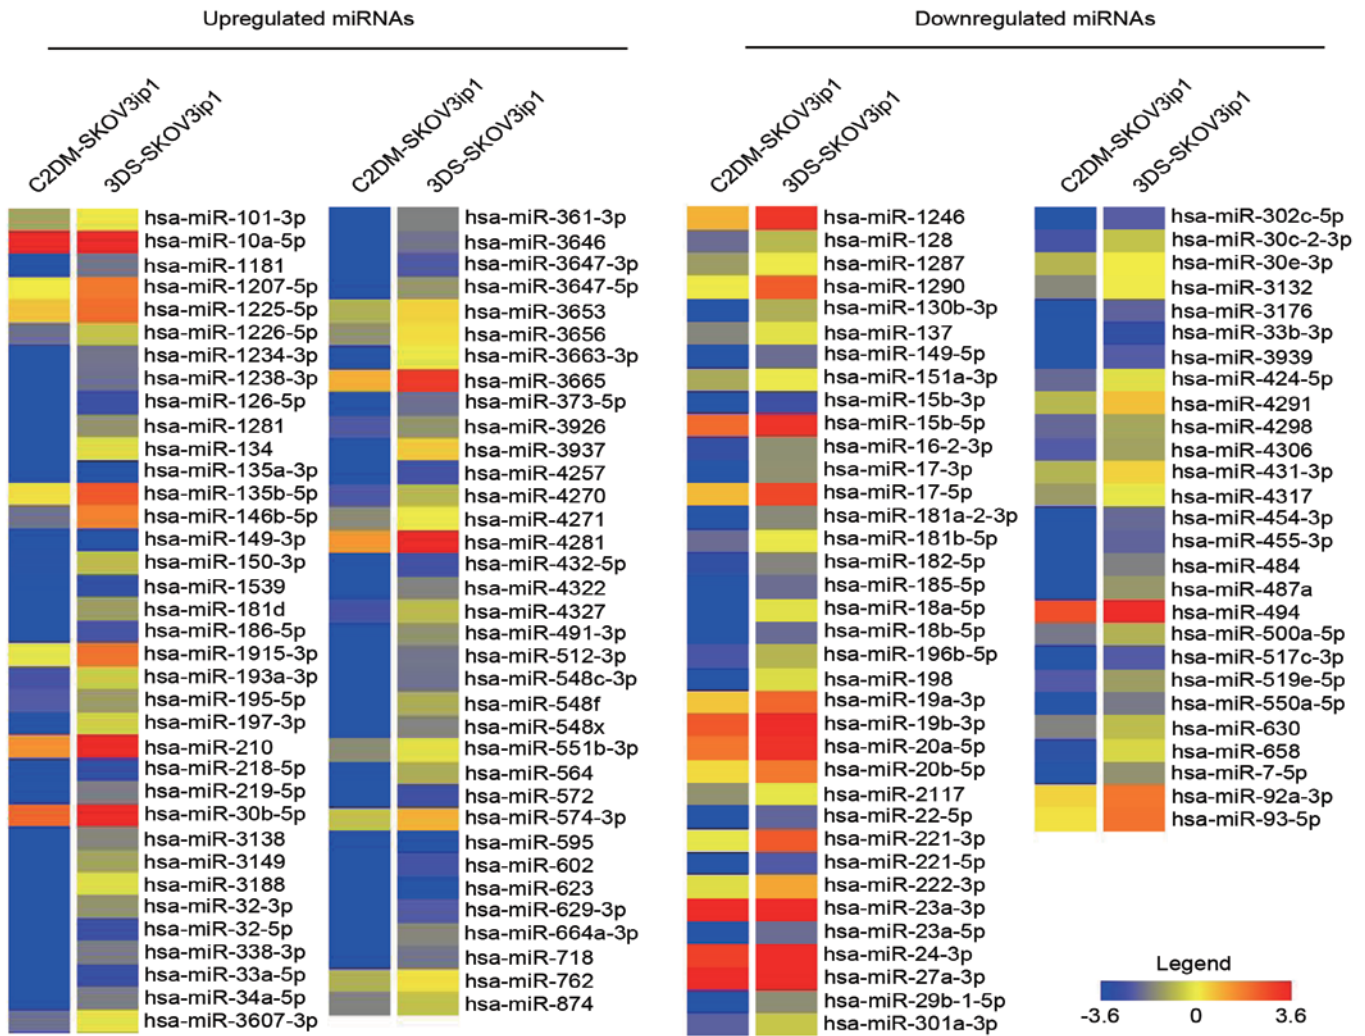 Upregulated miRNAs
C2DM-SKOV3ip1
3DS-SKOV3ip1
hsa-miR-101-3p
hsa-miR-10a-5p
hsa-miR-1181
hsa-miR-1207-5p
hsa-miR-1225-5p
hsa-miR-1226-5p
hsa-miR-1234-3p
hsa-miR-1238-3p
hsa-miR-126-5p
hsa-miR-1281
hsa-miR-134
hsa-miR-135a-3p
hsa-miR-135b-5p
hsa-miR-146b-5p
hsa-miR-149-3p
hsa-miR-150-3p
hsa-miR-1539
hsa-miR-181d
hsa-miR-186-5p
hsa-miR-1915-3p
hsa-miR-193a-3p
hsa-miR-195-5p
hsa-miR-197-3p
hsa-miR-210
hsa-miR-218-5p
hsa-miR-219-5p
hsa-miR-30b-5p
hsa-miR-3138
hsa-miR-3149
hsa-miR-3188
hsa-miR-32-3p
hsa-miR-32-5p
hsa-miR-338-3p
hsa-miR-33a-5p
hsa-miR-34a-5p
hsa-miR-3607-3p
C2DM-SKOV3ip1
3DS-SKOV3ip1
hsa-miR-361-3p
hsa-miR-3646
hsa-miR-3647-3p
hsa-miR-3647-5p
hsa-miR-3653
hsa-miR-3656
hsa-miR-3663-3p
hsa-miR-3665
hsa-miR-373-5p
hsa-miR-3926
hsa-miR-3937
hsa-miR-4257
hsa-miR-4270
hsa-miR-4271
hsa-miR-4281
hsa-miR-432-5p
hsa-miR-4322
hsa-miR-4327
hsa-miR-491-3p
hsa-miR-512-3p
hsa-miR-548c-3p
hsa-miR-548f
hsa-miR-548x
hsa-miR-551b-3p
hsa-miR-564
hsa-miR-572
hsa-miR-574-3p
hsa-miR-595
hsa-miR-602
hsa-miR-623
hsa-miR-629-3p
hsa-miR-664a-3p
hsa-miR-718
hsa-miR-762
hsa-miR-874
Downregulated miRNAs
C2DM-SKOV3ip1
3DS-SKOV3ip1
hsa-miR-1246
hsa-miR-128
hsa-miR-1287
hsa-miR-1290
hsa-miR-130b-3p
hsa-miR-137
hsa-miR-149-5p
hsa-miR-151a-3p
hsa-miR-15b-3p
hsa-miR-15b-5p
hsa-miR-16-2-3p
hsa-miR-17-3p
hsa-miR-17-5p
hsa-miR-181a-2-3p
hsa-miR-181b-5p
hsa-miR-182-5p
hsa-miR-185-5p
hsa-miR-18a-5p
hsa-miR-18b-5p
hsa-miR-196b-5p
hsa-miR-198
hsa-miR-19a-3p
hsa-miR-19b-3p
hsa-miR-20a-5p
hsa-miR-20b-5p
hsa-miR-2117
hsa-miR-22-5p
hsa-miR-221-3p
hsa-miR-221-5p
hsa-miR-222-3p
hsa-miR-23a-3p
hsa-miR-23a-5p
hsa-miR-24-3p
hsa-miR-27a-3p
hsa-miR-29b-1-5p
hsa-miR-301a-3p
C2DM-SKOV3ip1
3DS-SKOV3ip1
hsa-miR-302c-5p
hsa-miR-30c-2-3p
hsa-miR-30e-3p
hsa-miR-3132
hsa-miR-3176
hsa-miR-33b-3p
hsa-miR-3939
hsa-miR-424-5p
hsa-miR-4291
hsa-miR-4298
hsa-miR-4306
hsa-miR-431-3p
hsa-miR-4317
hsa-miR-454-3p
hsa-miR-455-3p
hsa-miR-484
hsa-miR-487a
hsa-miR-494
hsa-miR-500a-5p
hsa-miR-517c-3p
hsa-miR-519e-5p
hsa-miR-550a-5p
hsa-miR-630
hsa-miR-658
hsa-miR-7-5p
hsa-miR-92a-3p
hsa-miR-93-5p
Legend
-3.6 0 3.6